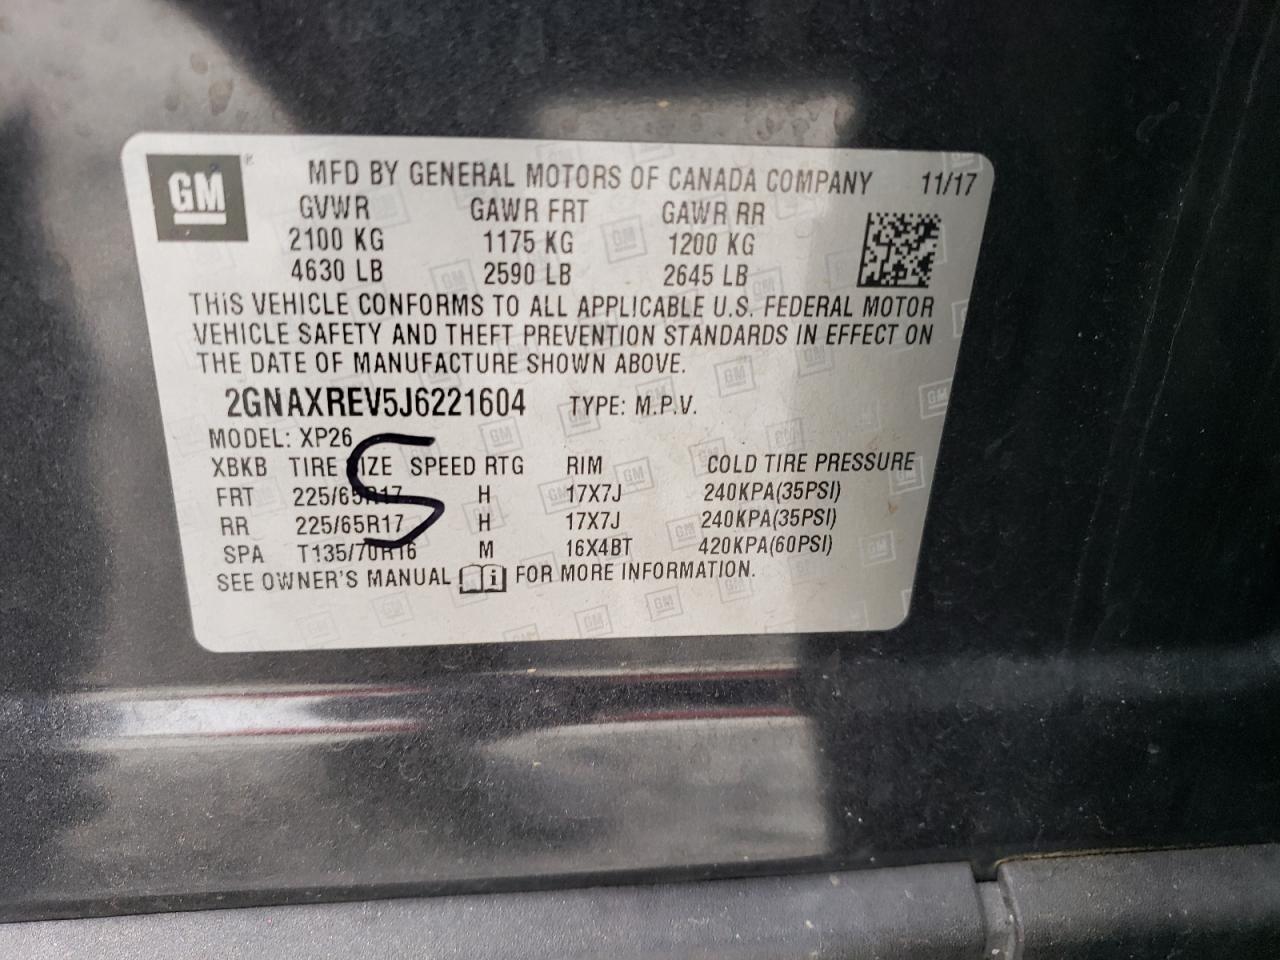 GM
MFD BY GENERAL MOTORS OF CANADA COMPANY 11/17
GVWR GAWR FRT GAWR RR
2100 KG 1175 KG 1200 KG
4630 LB 2590 LB 2645 LB
THIS VEHICLE CONFORMS TO ALL APPLICABLE U.S. FEDERAL MOTOR
VEHICLE SAFETY AND THEFT PREVENTION STANDARDS IN EFFECT ON
THE DATE OF MANUFACTURE SHOWN ABOVE.
2GNAXREV5J6221604 TYPE: M.P.V.
MODEL: XP26
XBKB TIRE SIZE SPEED RTG RIM COLD TIRE PRESSURE
FRT 225/65R17 H 17X7J 240KPA(35PSI)
RR 225/65R17 H 17X7J 240KPA(35PSI)
SPA T135/70R16 M 16X4BT 420KPA(60PSI)
SEE OWNER'S MANUAL i FOR MORE INFORMATION.
S